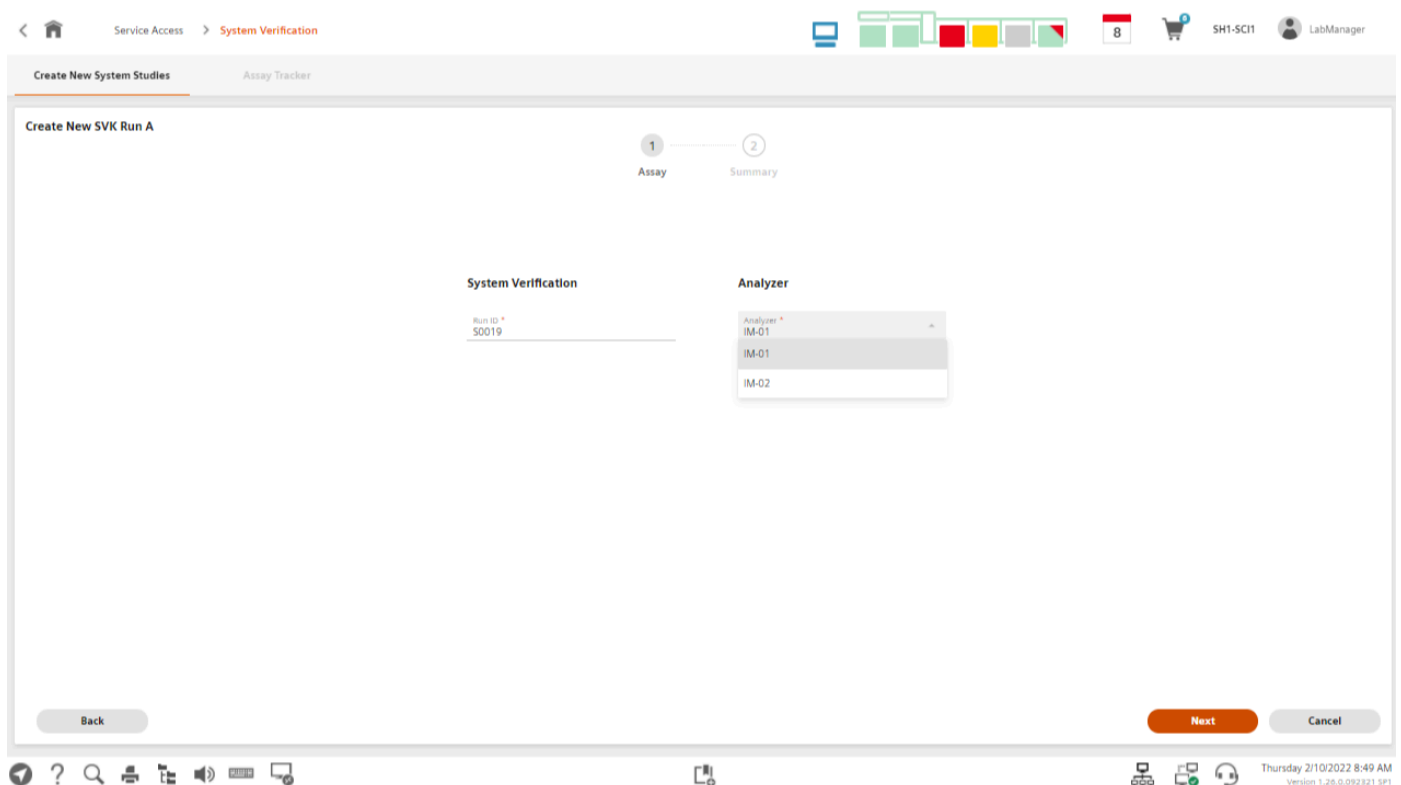 Service Access > System Verification
8
6
SH1-SCI1
LabManager
Create New System Studies
Assay Tracker
Create New SVK Run A
1
2
Assay
Summary
System Verification
Analyzer
Run ID *
S0019
Analyzer *
IM-01
IM-01
IM-02
Back
Next
Cancel
Thursday 2/10/2022 8:49 AM
Version 1.26.0.092321 SP1